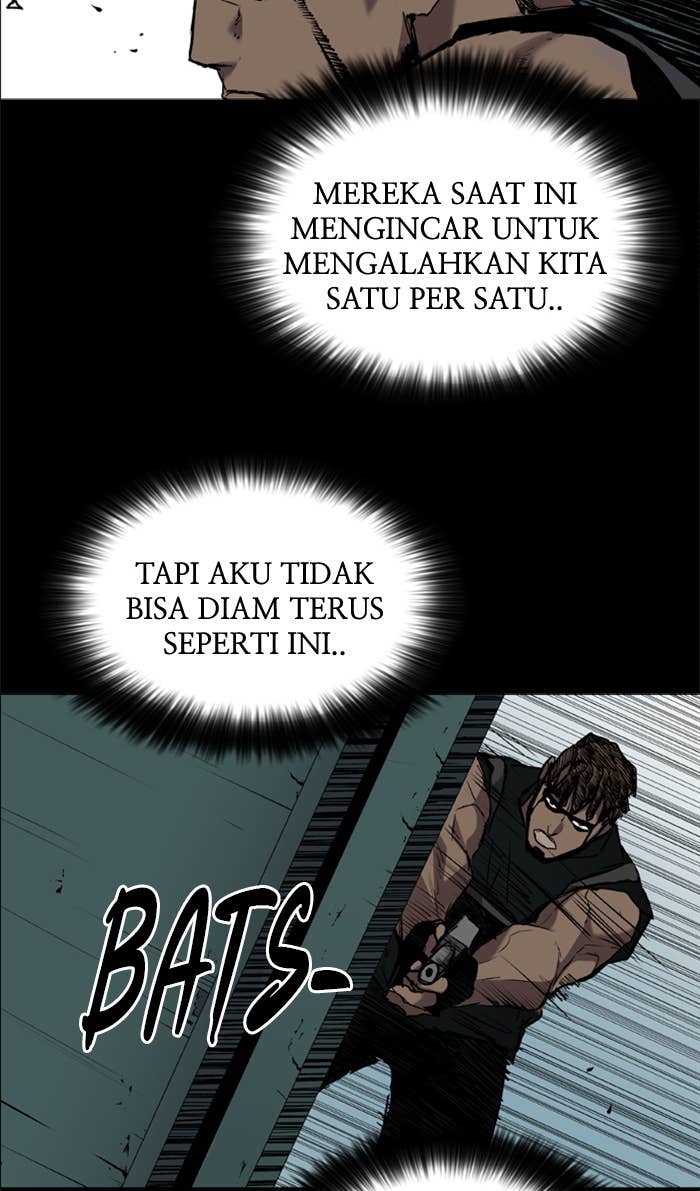 MEREKA SAAT INI
MENGINCAR UNTUK
MENGALAHKAN KITA
SATU PER SATU..
TAPI AKU TIDAK
BISA DIAM TERUS
SEPERTI INI..
BATS-